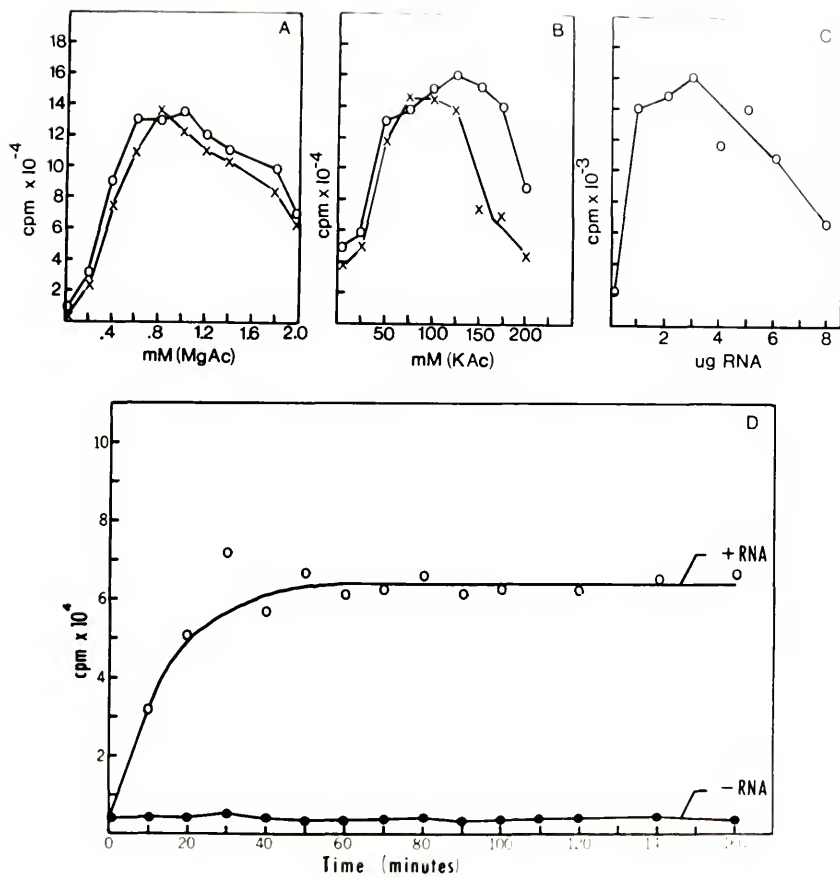 A
18
16
14
12
10
8
6
4
2
cpm x 10-4
.4 .8 1.2 1.6 2.0
mM (MgAc)
B
cpm x 10-4
50 100 150 200
mM (KAc)
C
cpm x 10-3
2 4 6 8
ug RNA
D
10
8
6
4
2
cpm x 10⁴
+ RNA
- RNA
0 20 40 60 80 100 120
Time (minutes)